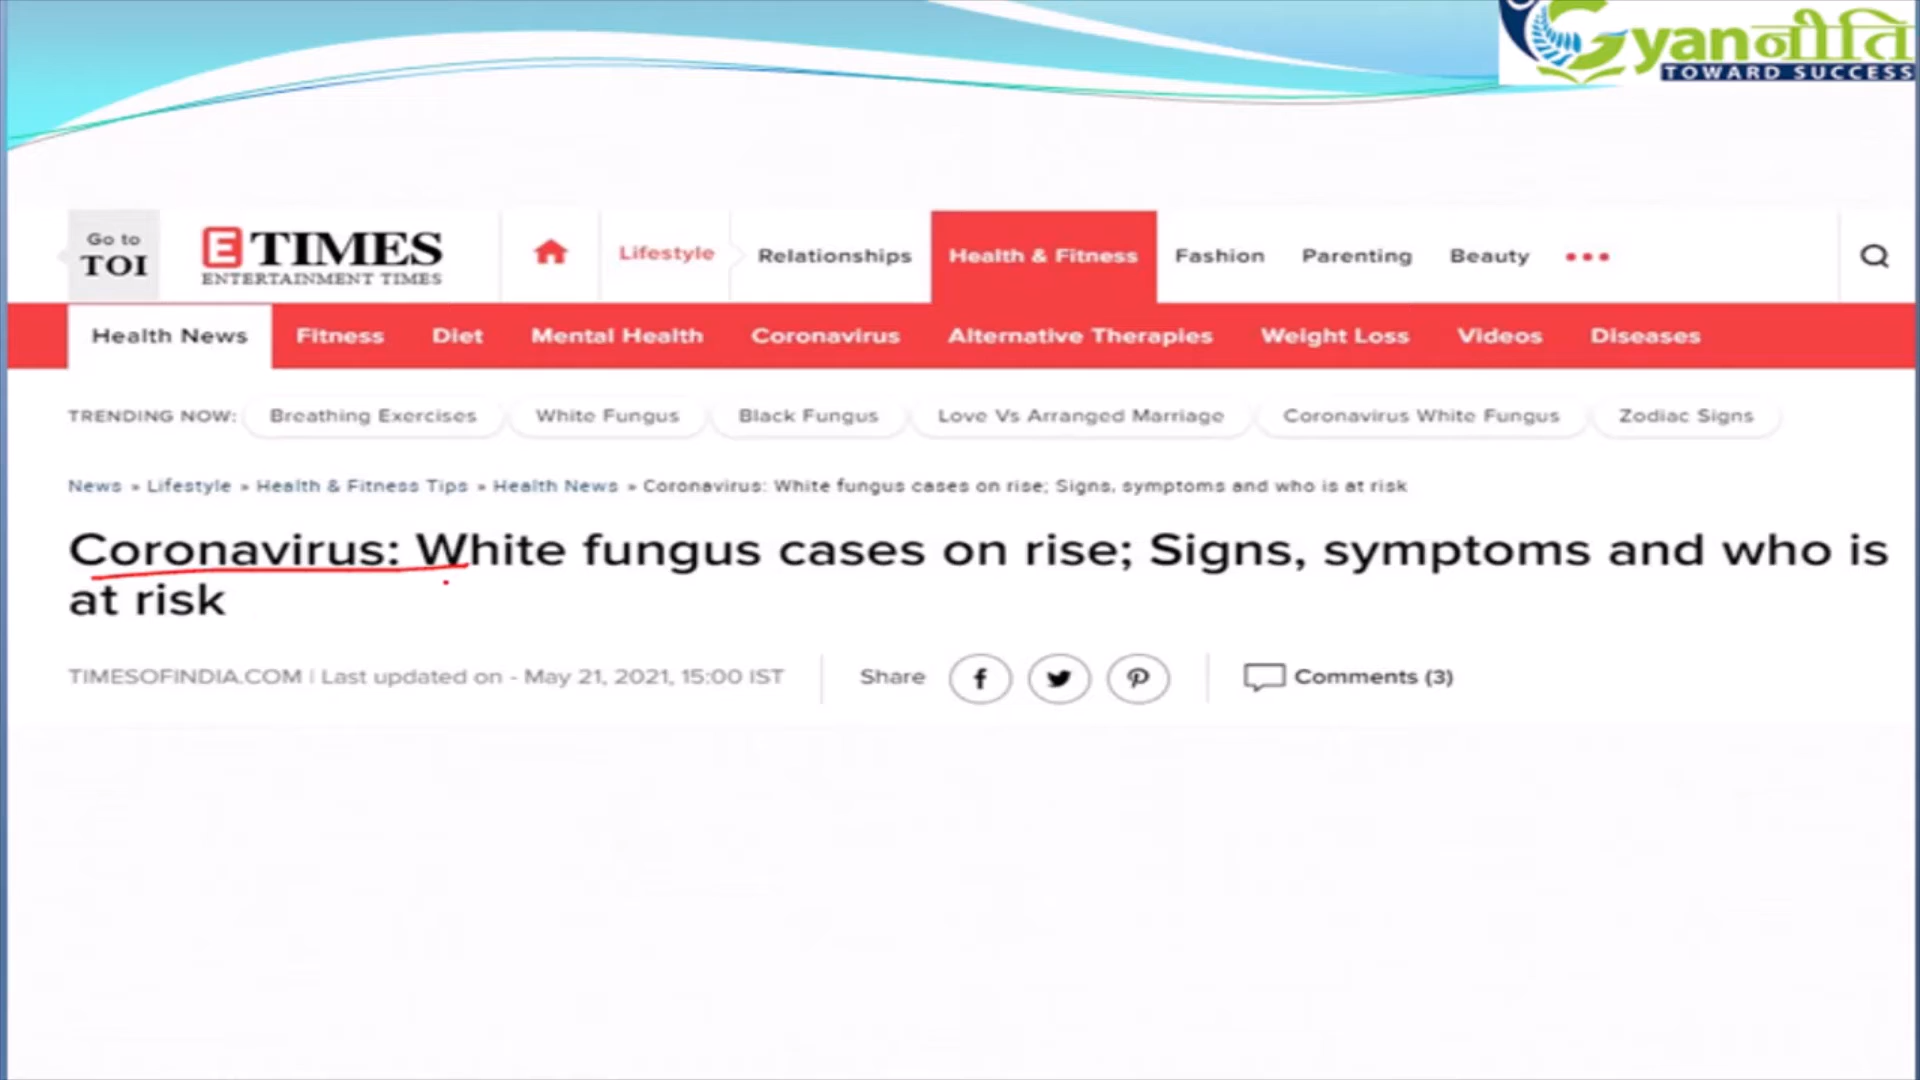 Gyanनीति
TOWARD SUCCESS
Go to
TOI
E TIMES
ENTERTAINMENT TIMES
Lifestyle
Relationships
Health & Fitness
Fashion
Parenting
Beauty
Health News
Fitness
Diet
Mental Health
Coronavirus
Alternative Therapies
Weight Loss
Videos
Diseases
TRENDING NOW: Breathing Exercises White Fungus Black Fungus Love Vs Arranged Marriage Coronavirus White Fungus Zodiac Signs
News » Lifestyle » Health & Fitness Tips » Health News » Coronavirus: White fungus cases on rise; Signs, symptoms and who is at risk
Coronavirus: White fungus cases on rise; Signs, symptoms and who is
at risk
TIMESOFINDIA.COM | Last updated on - May 21, 2021, 15:00 IST
Share
Comments (3)